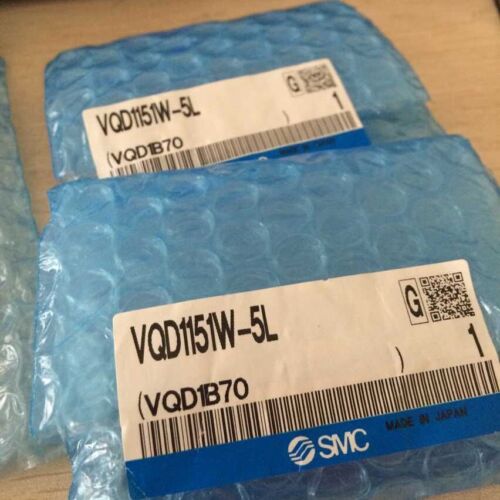 VQD1151W-5L
G
(VQD1B70 )
1
VQD1151W-5L
G
(VQD1B70 )
1
SMC
MADE IN JAPAN